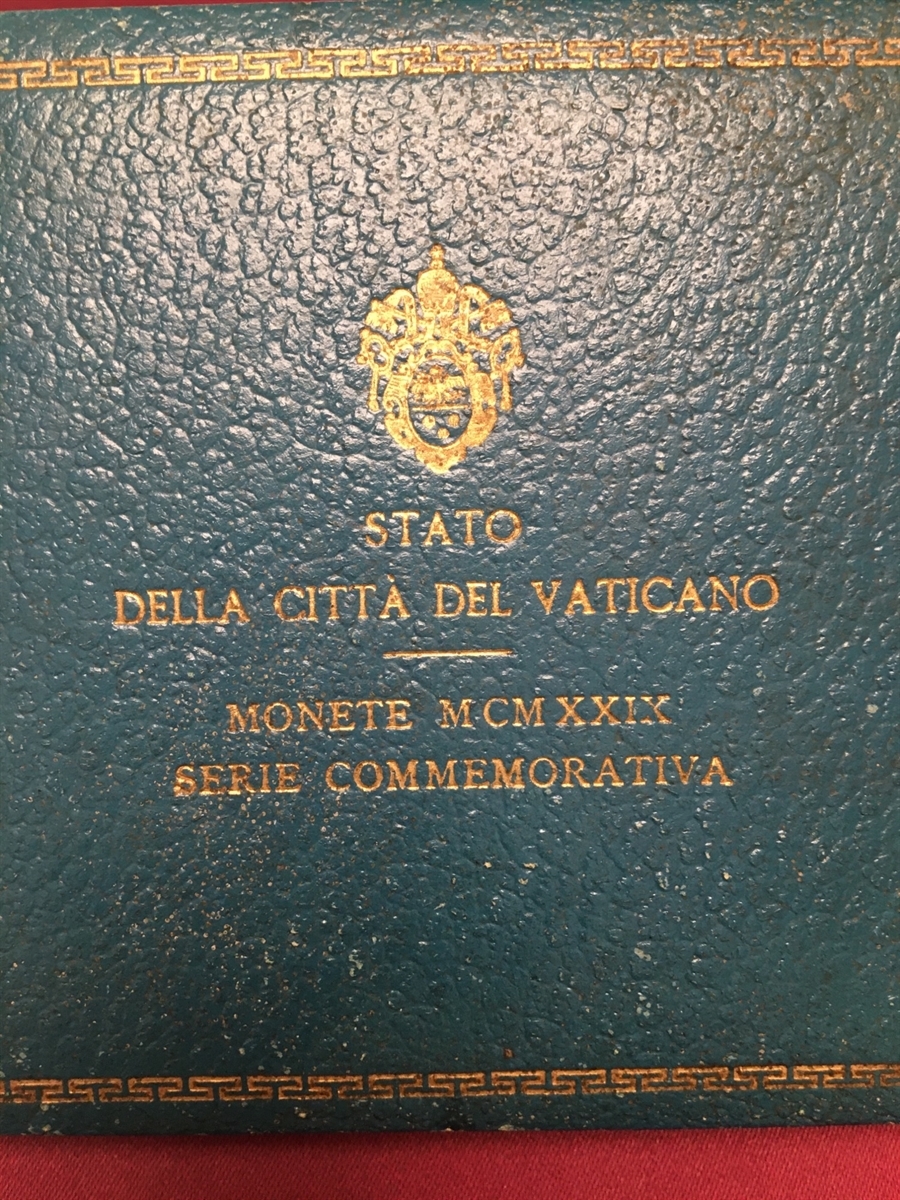 STATO
DELLA CITTÀ DEL VATICANO
MONETE MCMXXIX
SERIE COMMEMORATIVA